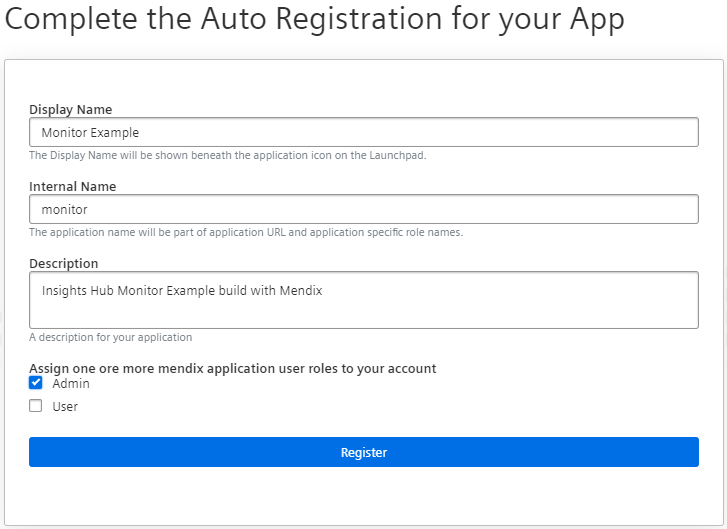 Complete the Auto Registration for your App
Display Name
Monitor Example
The Display Name will be shown beneath the application icon on the Launchpad.
Internal Name
monitor
The application name will be part of application URL and application specific role names.
Description
Insights Hub Monitor Example build with Mendix
A description for your application
Assign one ore more mendix application user roles to your account
Admin
User
Register